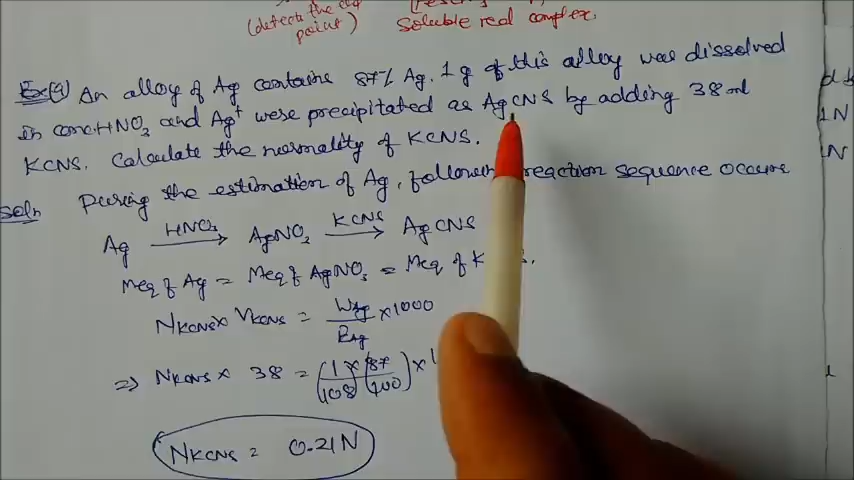 (detects the end
point)
soluble red complex.
Ex(9) An alloy of Ag contains 87% Ag. 1 g of this alloy was dissolved
in conc. HNO3 and Ag+ were precipitated as AgCNS by adding 38 ml
KCNS. Calculate the normality of KCNS.
Soln During the estimation of Ag, following reaction sequence occurs
Ag —HNO3→ AgNO3 —KCNS→ AgCNS
Meq of Ag = Meq of AgNO3 = Meq of K S.
NKCNS × VKCNS = WAg/EAg × 1000
⇒ NKCNS × 38 = (1/108 × 87/100) × 1
NKCNS = 0.21 N
1N